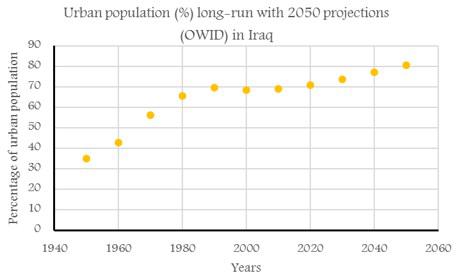 Urban population (%) long-run with 2050 projections
(OWID) in Iraq
Percentage of urban population
90
80
70
60
50
40
30
20
10
0
1940 1960 1980 2000 2020 2040 2060
Years